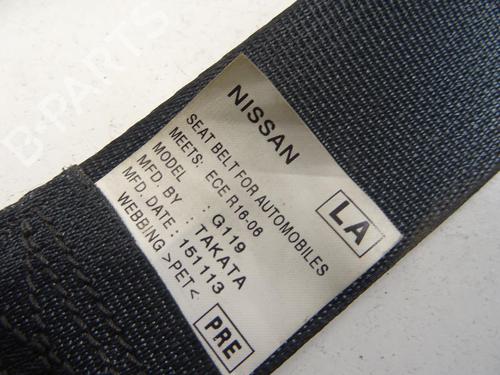 NISSAN
SEAT BELT FOR AUTOMOBILES
MEETS: ECE R16-06
MODEL : G119
MFD. BY : TAKATA
MFD. DATE : 151113
WEBBING >PET<
LA
PRE
B-PARTS